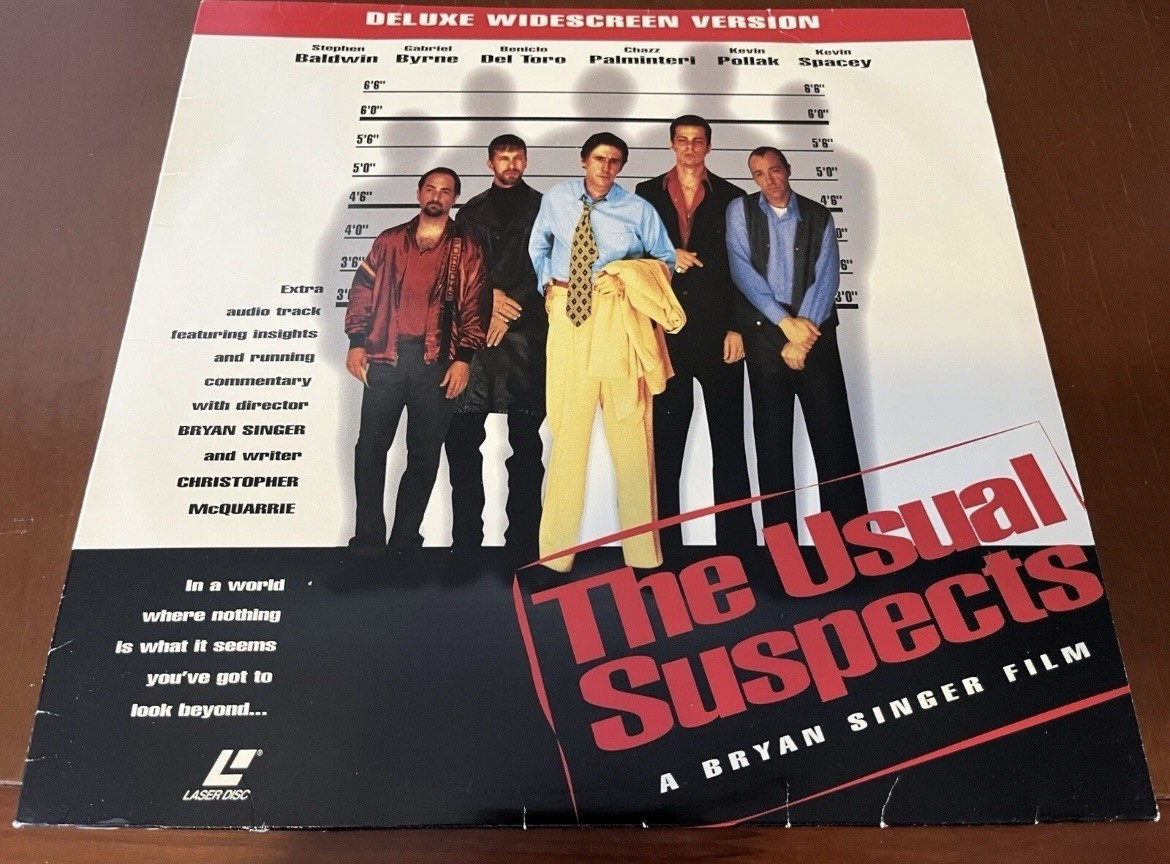 DELUXE WIDESCREEN VERSION
Stephen Baldwin
Gabriel Byrne
Benicio Del Toro
Chazz Palminteri
Kevin Pollak
Kevin Spacey
6'6" 6'6"
6'0" 6'0"
5'6" 5'6"
5'0" 5'0"
4'6" 4'6"
4'0" 0"
3'6 6"
3' 3'0"
Extra
audio track
featuring insights
and running
commentary
with director
BRYAN SINGER
and writer
CHRISTOPHER
McQUARRIE
In a world
where nothing
is what it seems
you've got to
look beyond...
The Usual
Suspects
A BRYAN SINGER FILM
L ®
LASER DISC